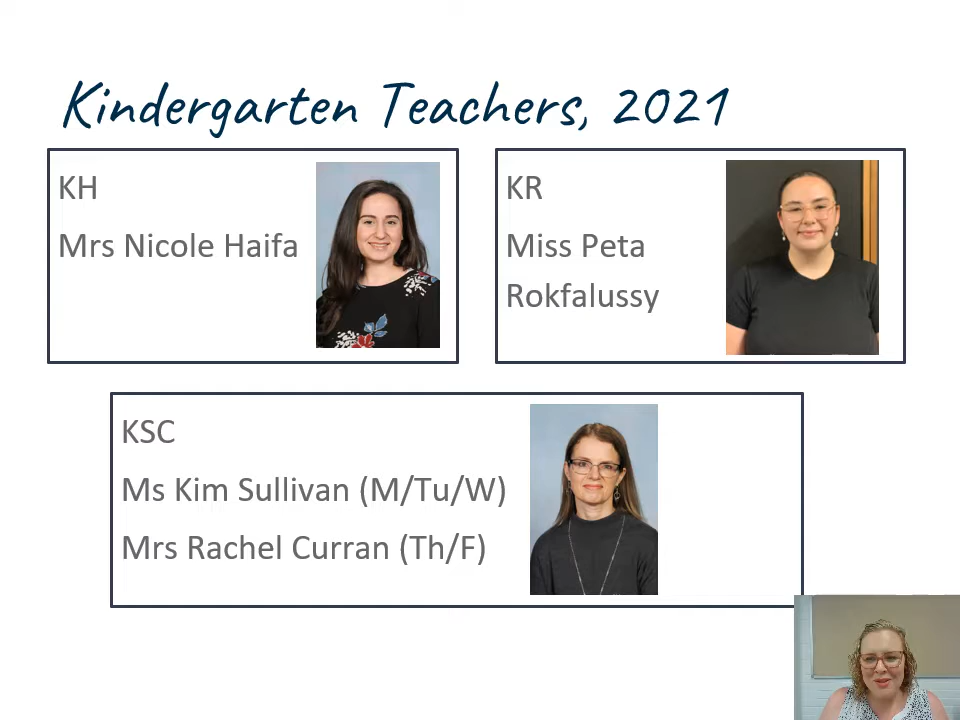 Kindergarten Teachers, 2021
KH
Mrs Nicole Haifa
KR
Miss Peta
Rokfalussy
KSC
Ms Kim Sullivan (M/Tu/W)
Mrs Rachel Curran (Th/F)